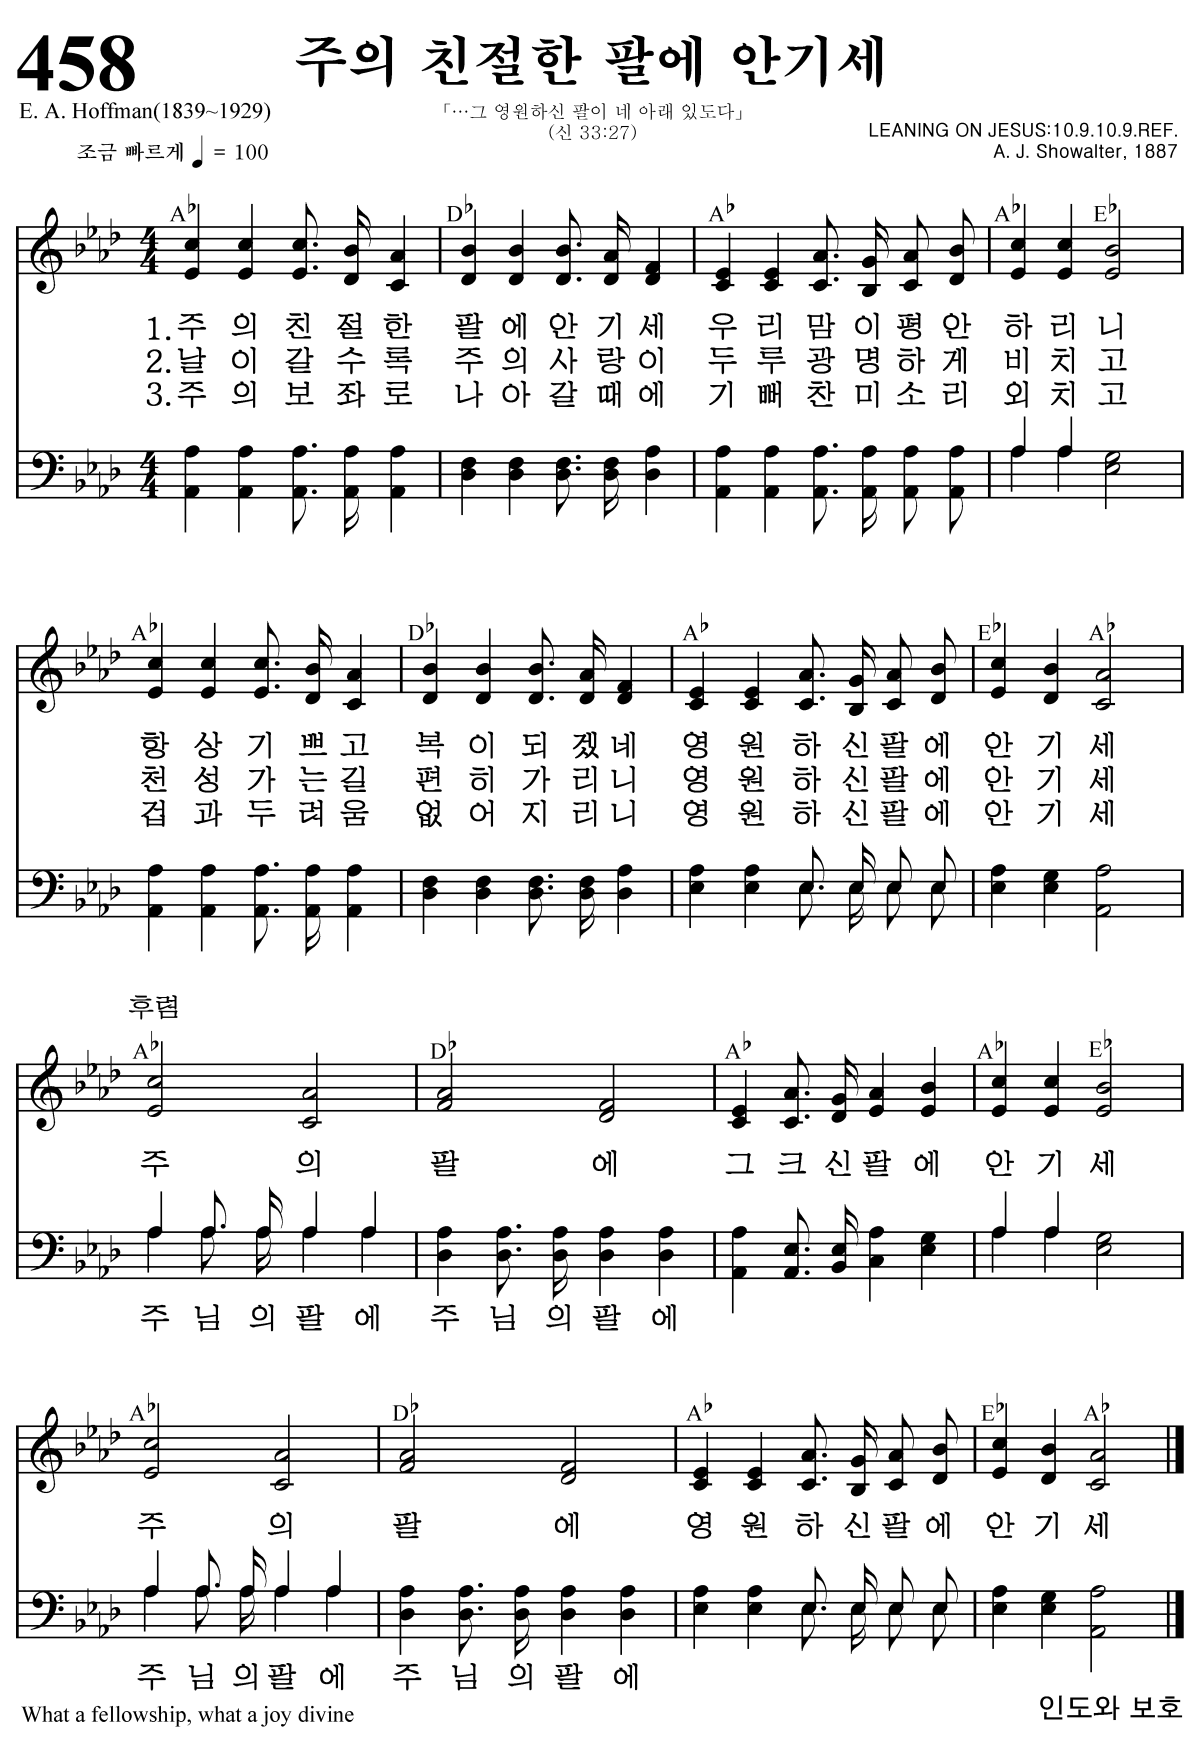 458
주의 친절한 팔에 안기세
E. A. Hoffman(1839~1929)
「…그 영원하신 팔이 네 아래 있도다」
(신 33:27)
LEANING ON JESUS:10.9.10.9.REF.
조금 빠르게 ♩ = 100
A. J. Showalter, 1887
A♭ D♭ A♭ A♭ E♭
4/4
1.주 의 친 절 한 팔 에 안 기 세 우 리 맘 이 평 안 하 리 니
2.날 이 갈 수 록 주 의 사 랑 이 두 루 광 명 하 게 비 치 고
3.주 의 보 좌 로 나 아 갈 때 에 기 뻐 찬 미 소 리 외 치 고
4/4
A♭ D♭ A♭ E♭ A♭
항 상 기 쁘 고 복 이 되 겠 네 영 원 하 신 팔 에 안 기 세
천 성 가 는 길 편 히 가 리 니 영 원 하 신 팔 에 안 기 세
겁 과 두 려 움 없 어 지 리 니 영 원 하 신 팔 에 안 기 세
후렴
A♭ D♭ A♭ A♭ E♭
주 의 팔 에 그 크 신 팔 에 안 기 세
주 님 의 팔 에 주 님 의 팔 에
A♭ D♭ A♭ E♭ A♭
주 의 팔 에 영 원 하 신 팔 에 안 기 세
주 님 의 팔 에 주 님 의 팔 에
What a fellowship, what a joy divine
인도와 보호